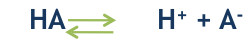 HA ⇌ H⁺ + A⁻